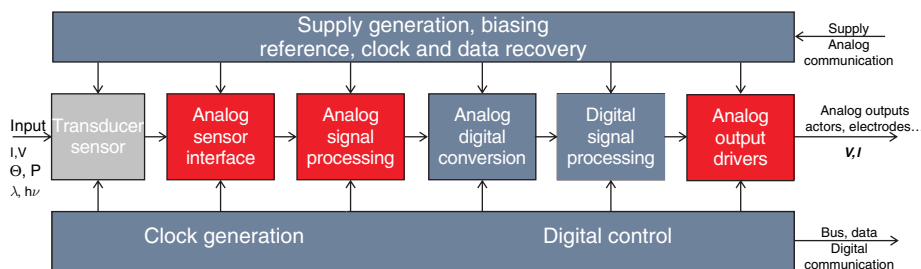 Supply generation, biasing
reference, clock and data recovery
Supply
Analog
communication
Input
I,V
Θ, P
λ, hν
Transducer
sensor
Analog
sensor
interface
Analog
signal
processing
Analog
digital
conversion
Digital
signal
processing
Analog
output
drivers
Analog outputs
actors, electrodes...
V,I
Clock generation
Digital control
Bus, data
Digital
communication